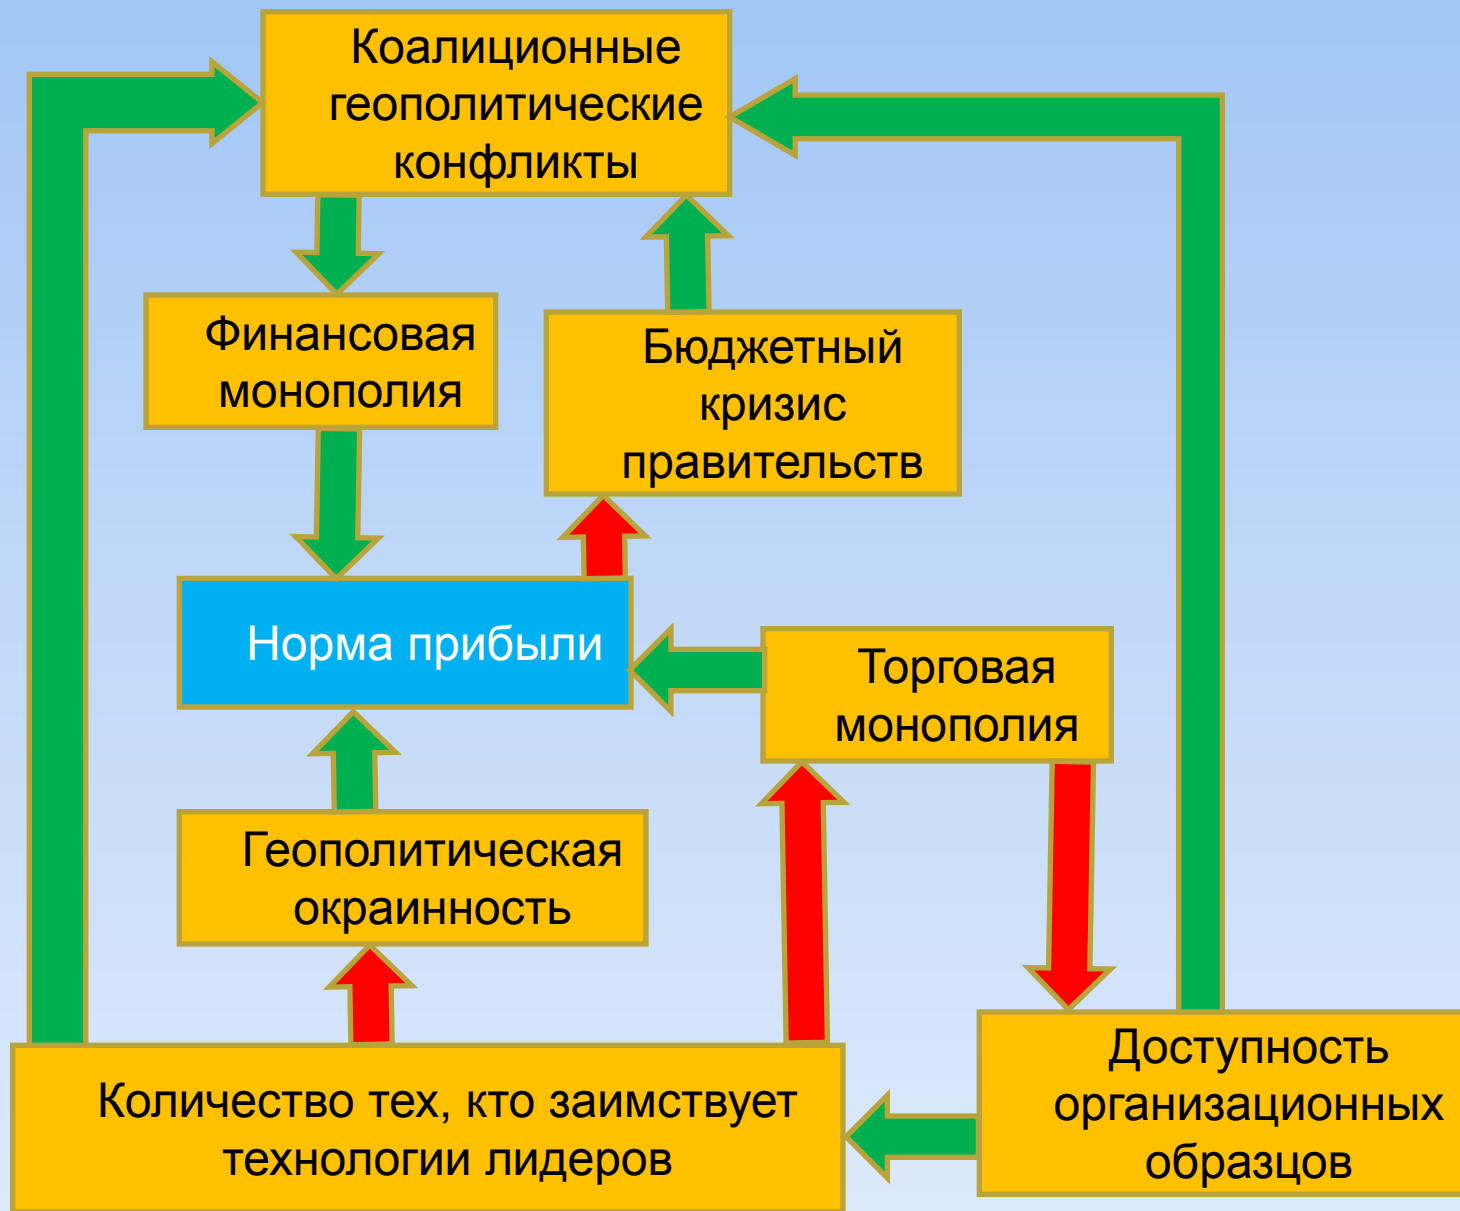 Коалиционные
геополитические
конфликты
Финансовая
монополия
Бюджетный
кризис
правительств
Норма прибыли
Торговая
монополия
Геополитическая
окраинность
Количество тех, кто заимствует
технологии лидеров
Доступность
организационных
образцов